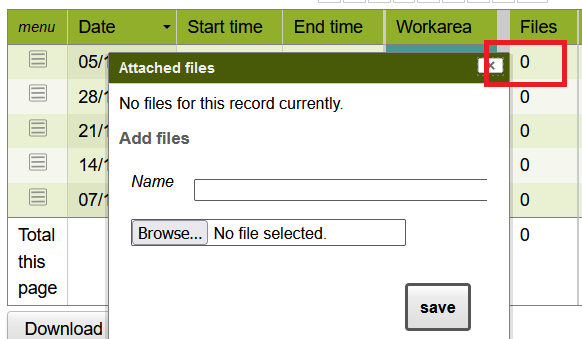 menu Date Start time End time Workarea Files
05/1 0
Attached files x
28/1 No files for this record currently. 0
21/1 Add files 0
14/1 Name 0
07/1 0
Browse... No file selected.
Total this page 0
save
Download